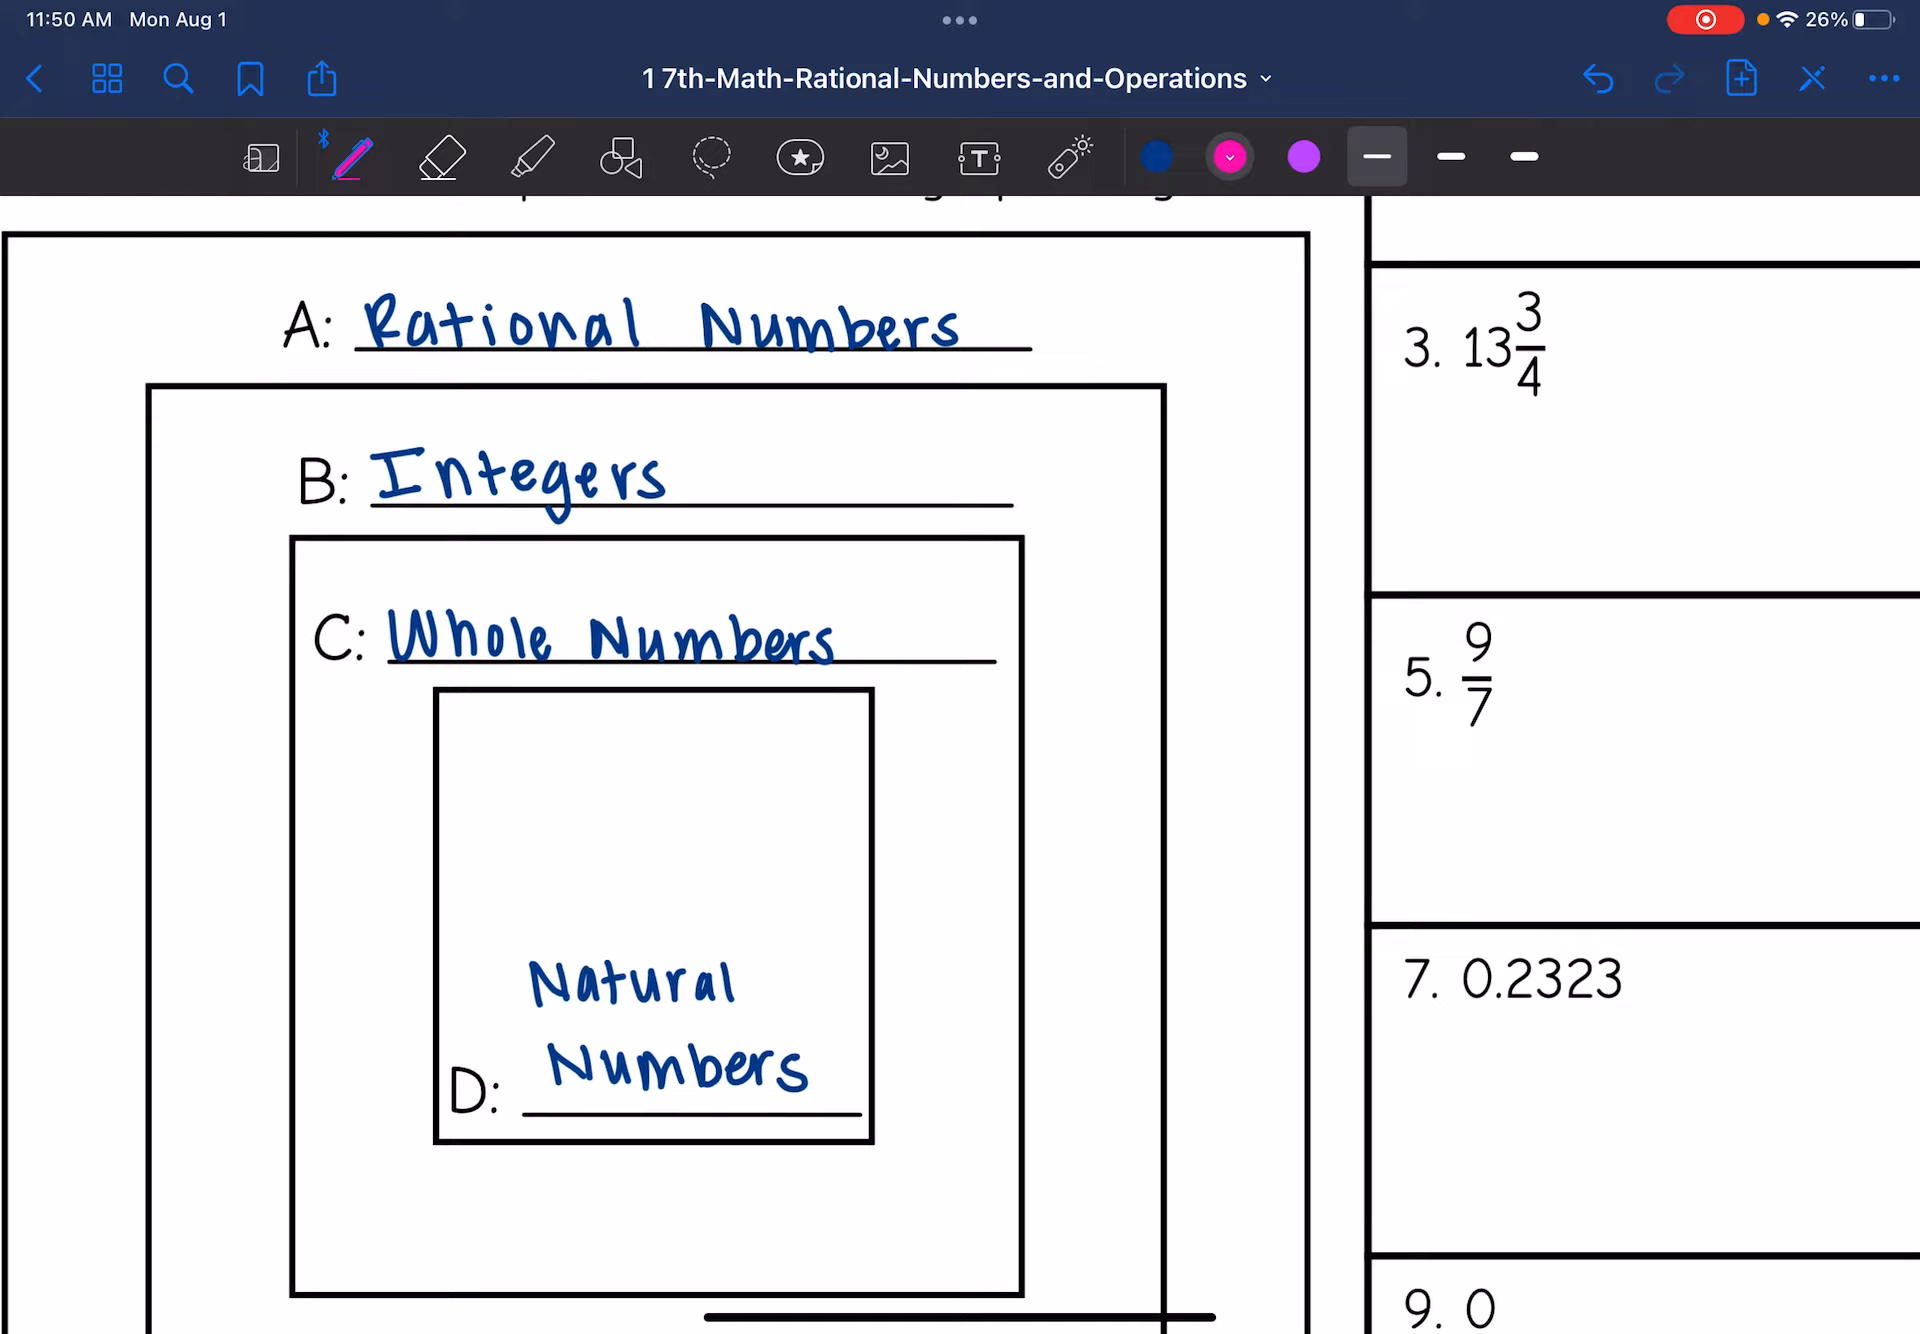 11:50 AM Mon Aug 1
26%
1 7th-Math-Rational-Numbers-and-Operations
T
A: Rational Numbers
B: Integers
C: Whole Numbers
Natural
D: Numbers
3. 13 3/4
5. 9/7
7. 0.2323
9. 0